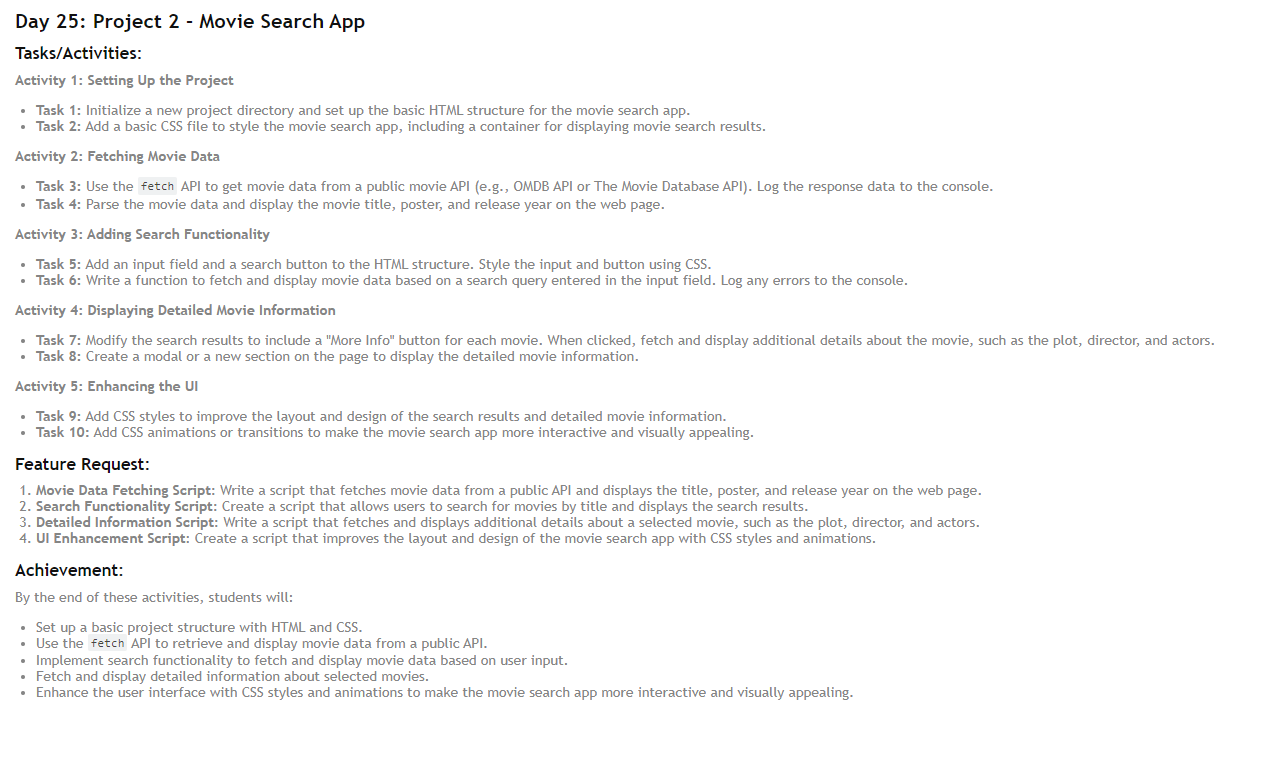 Day 25: Project 2 - Movie Search App
Tasks/Activities:
Activity 1: Setting Up the Project
• Task 1: Initialize a new project directory and set up the basic HTML structure for the movie search app.
• Task 2: Add a basic CSS file to style the movie search app, including a container for displaying movie search results.
Activity 2: Fetching Movie Data
• Task 3: Use the fetch API to get movie data from a public movie API (e.g., OMDB API or The Movie Database API). Log the response data to the console.
• Task 4: Parse the movie data and display the movie title, poster, and release year on the web page.
Activity 3: Adding Search Functionality
• Task 5: Add an input field and a search button to the HTML structure. Style the input and button using CSS.
• Task 6: Write a function to fetch and display movie data based on a search query entered in the input field. Log any errors to the console.
Activity 4: Displaying Detailed Movie Information
• Task 7: Modify the search results to include a "More Info" button for each movie. When clicked, fetch and display additional details about the movie, such as the plot, director, and actors.
• Task 8: Create a modal or a new section on the page to display the detailed movie information.
Activity 5: Enhancing the UI
• Task 9: Add CSS styles to improve the layout and design of the search results and detailed movie information.
• Task 10: Add CSS animations or transitions to make the movie search app more interactive and visually appealing.
Feature Request:
1. Movie Data Fetching Script: Write a script that fetches movie data from a public API and displays the title, poster, and release year on the web page.
2. Search Functionality Script: Create a script that allows users to search for movies by title and displays the search results.
3. Detailed Information Script: Write a script that fetches and displays additional details about a selected movie, such as the plot, director, and actors.
4. UI Enhancement Script: Create a script that improves the layout and design of the movie search app with CSS styles and animations.
Achievement:
By the end of these activities, students will:
• Set up a basic project structure with HTML and CSS.
• Use the fetch API to retrieve and display movie data from a public API.
• Implement search functionality to fetch and display movie data based on user input.
• Fetch and display detailed information about selected movies.
• Enhance the user interface with CSS styles and animations to make the movie search app more interactive and visually appealing.